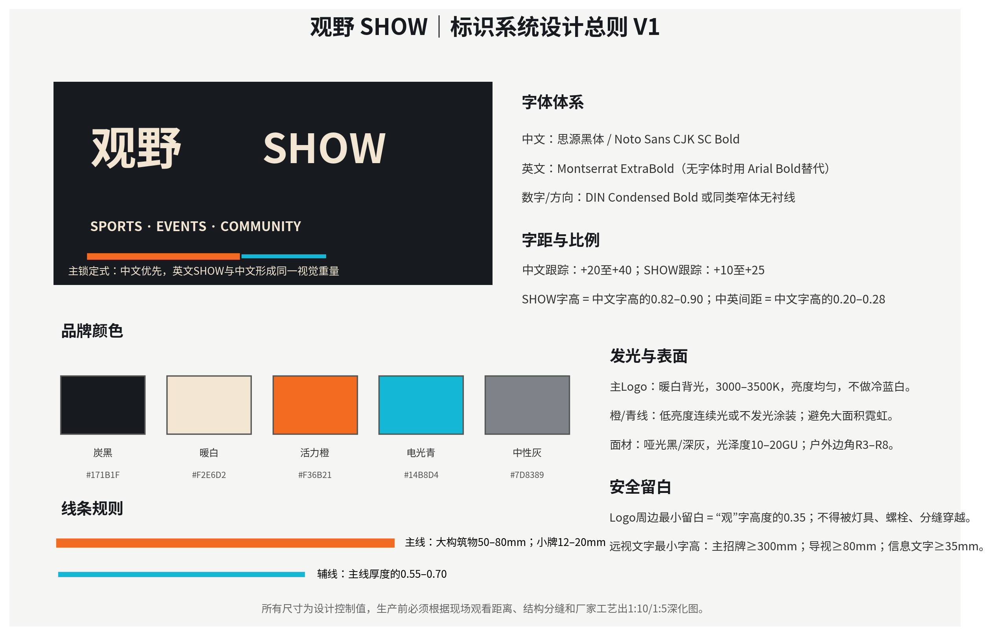 观野 SHOW｜标识系统设计总则 V1
观野 SHOW
SPORTS · EVENTS · COMMUNITY
主锁定式：中文优先，英文SHOW与中文形成同一视觉重量
字体体系
中文：思源黑体 / Noto Sans CJK SC Bold
英文：Montserrat ExtraBold（无字体时用 Arial Bold替代）
数字/方向：DIN Condensed Bold 或同类窄体无衬线
字距与比例
中文跟踪：+20至+40；SHOW跟踪：+10至+25
SHOW字高 = 中文字高的0.82–0.90；中英间距 = 中文字高的0.20–0.28
品牌颜色
炭黑
#171B1F
暖白
#F2E6D2
活力橙
#F36B21
电光青
#14B8D4
中性灰
#7D8389
发光与表面
主Logo：暖白背光，3000–3500K，亮度均匀，不做冷蓝白。
橙/青线：低亮度连续光或不发光涂装；避免大面积霓虹。
面材：哑光黑/深灰，光泽度10–20GU；户外边角R3–R8。
安全留白
Logo周边最小留白 = “观”字高度的0.35；不得被灯具、螺栓、分缝穿越。
远视文字最小字高：主招牌≥300mm；导视≥80mm；信息文字≥35mm。
线条规则
主线：大构筑物50–80mm；小牌12–20mm
辅线：主线厚度的0.55–0.70
所有尺寸为设计控制值，生产前必须根据现场观看距离、结构分缝和厂家工艺出1:10/1:5深化图。